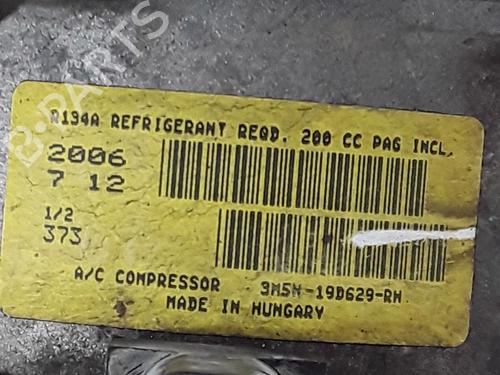 R134A REFRIGERANT REQD. 200 CC PAG INCL.
2006
7 12
1/2
373
A/C COMPRESSOR 3M5H-19D629-RH
MADE IN HUNGARY
B-PARTS